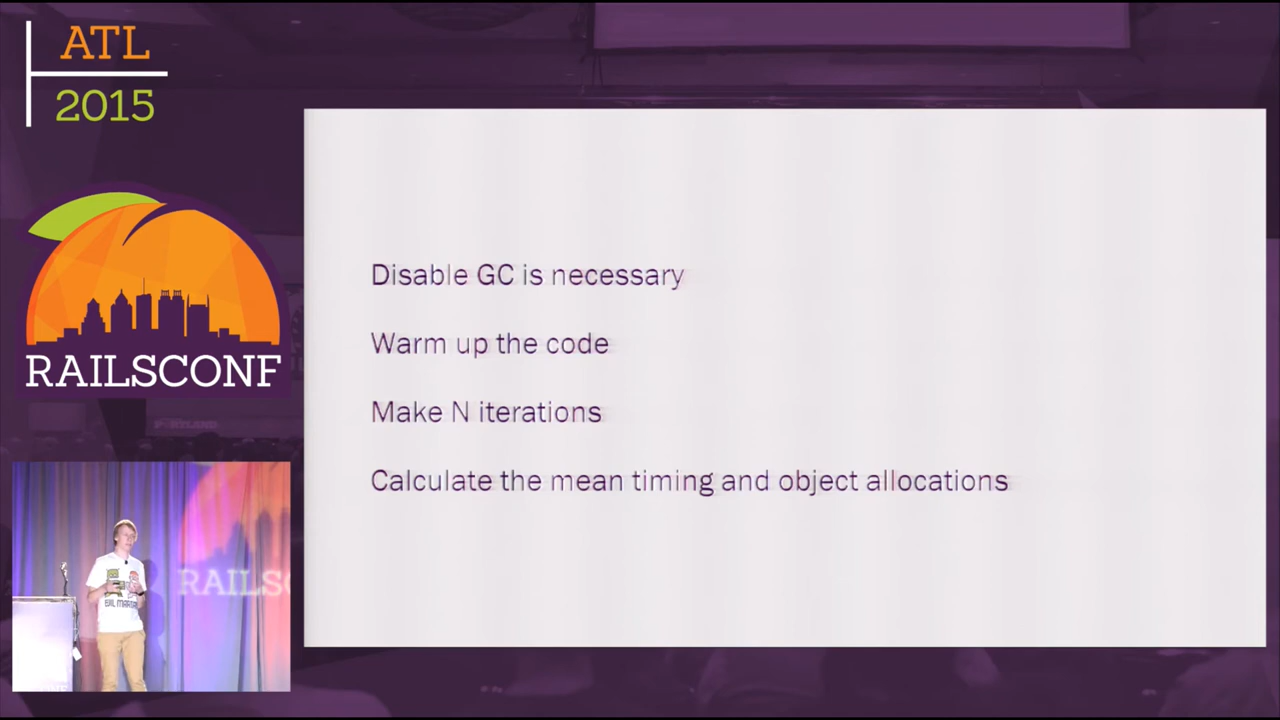 ATL
2015
RAILSCONF
Disable GC is necessary
Warm up the code
Make N iterations
Calculate the mean timing and object allocations
RAILSC